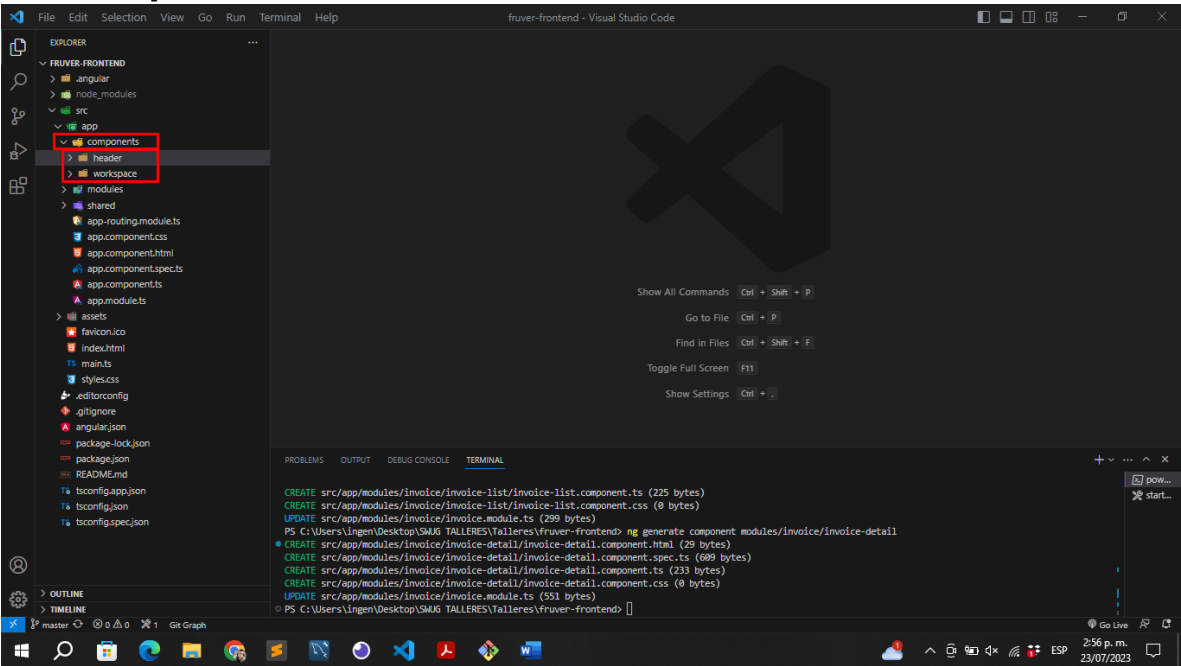 File Edit Selection View Go Run Terminal Help
fruver-frontend - Visual Studio Code
EXPLORER
FRUVER-FRONTEND
.angular
node_modules
src
app
components
header
workspace
modules
shared
app-routing.module.ts
app.component.css
app.component.html
app.component.spec.ts
app.component.ts
app.module.ts
assets
favicon.ico
index.html
TS main.ts
styles.css
.editorconfig
.gitignore
angular.json
package-lock.json
package.json
README.md
tsconfig.app.json
tsconfig.json
tsconfig.spec.json
OUTLINE
TIMELINE
Show All Commands Ctrl + Shift + P
Go to File Ctrl + P
Find in Files Ctrl + Shift + F
Toggle Full Screen F11
Show Settings Ctrl + ,
PROBLEMS OUTPUT DEBUG CONSOLE TERMINAL
pow...
start...
CREATE src/app/modules/invoice/invoice-list/invoice-list.component.ts (225 bytes)
CREATE src/app/modules/invoice/invoice-list/invoice-list.component.css (0 bytes)
UPDATE src/app/modules/invoice/invoice.module.ts (299 bytes)
PS C:\Users\ingen\Desktop\SWUG TALLERES\Talleres\fruver-frontend> ng generate component modules/invoice/invoice-detail
CREATE src/app/modules/invoice/invoice-detail/invoice-detail.component.html (29 bytes)
CREATE src/app/modules/invoice/invoice-detail/invoice-detail.component.spec.ts (609 bytes)
CREATE src/app/modules/invoice/invoice-detail/invoice-detail.component.ts (233 bytes)
CREATE src/app/modules/invoice/invoice-detail/invoice-detail.component.css (0 bytes)
UPDATE src/app/modules/invoice/invoice.module.ts (551 bytes)
PS C:\Users\ingen\Desktop\SWUG TALLERES\Talleres\fruver-frontend>
master 0 0 1 Git Graph
Go Live
ESP
2:56 p. m.
23/07/2023